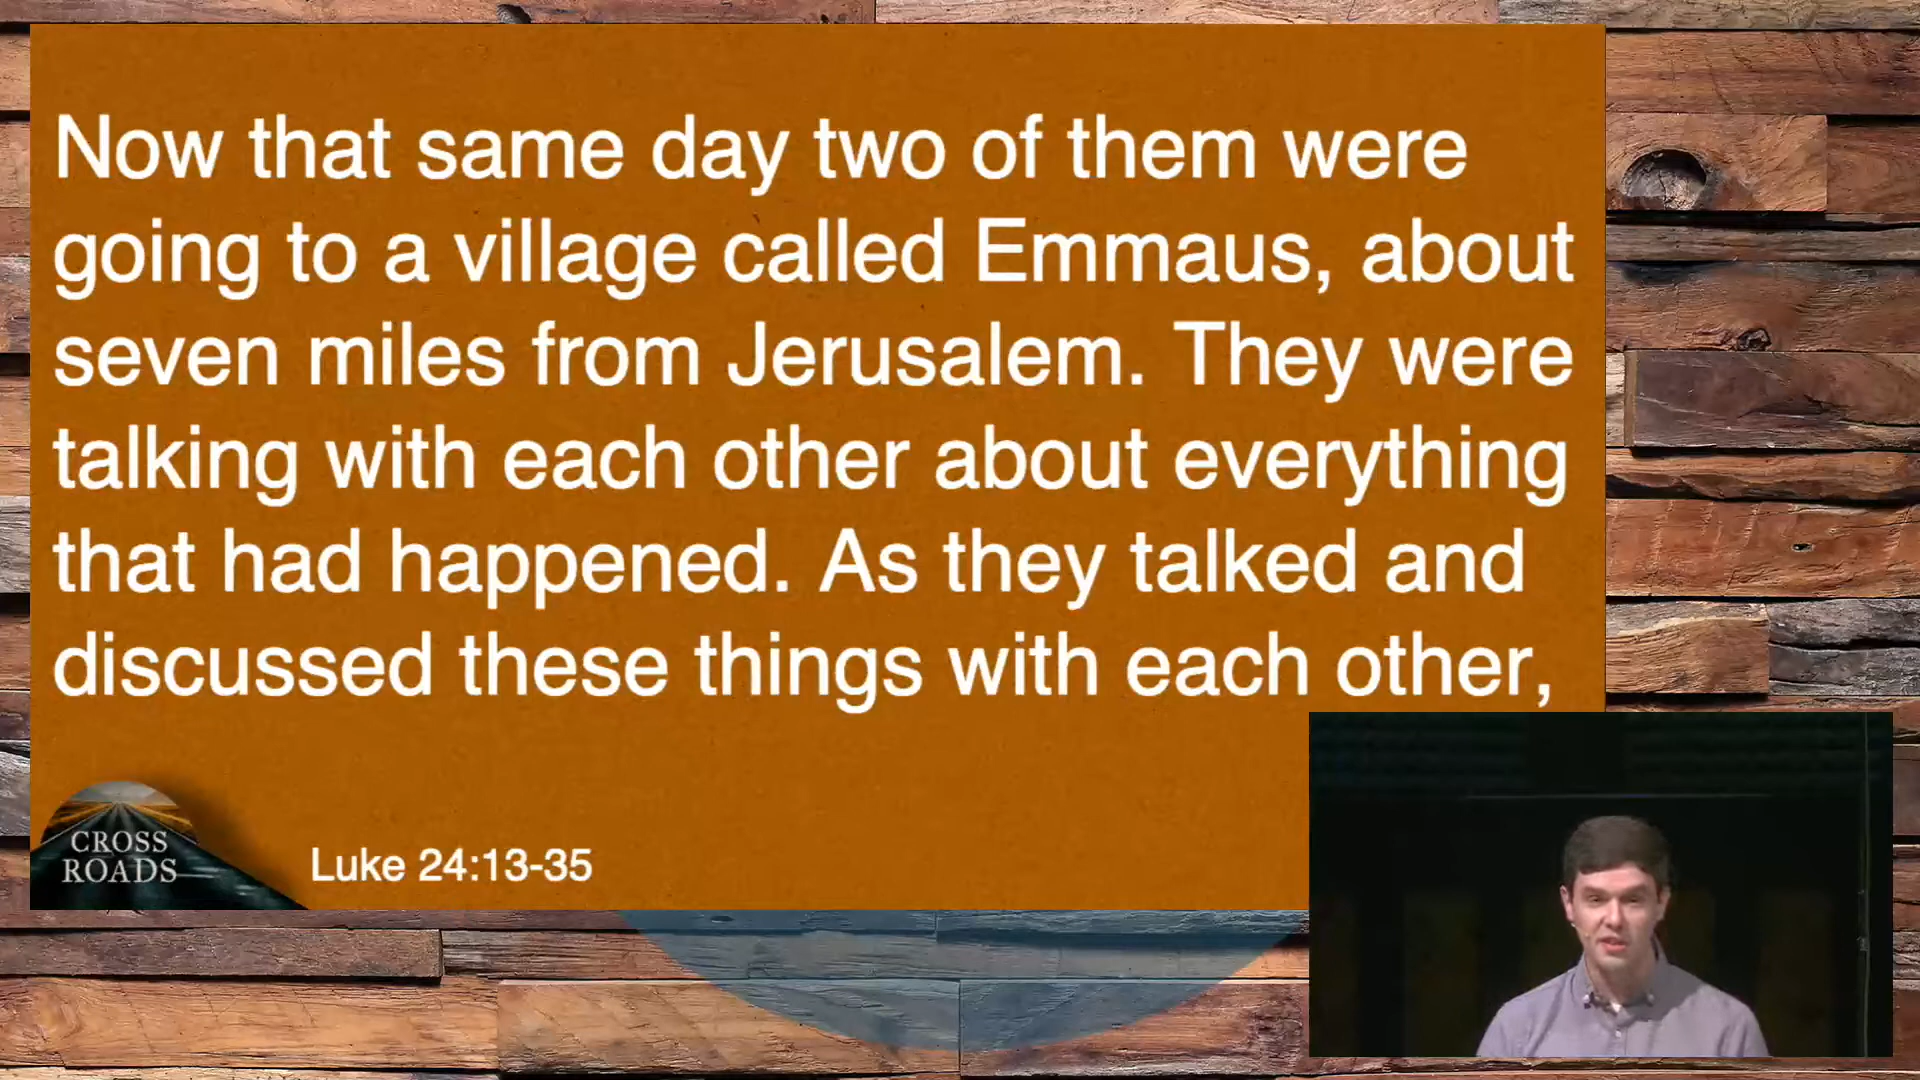 Now that same day two of them were
going to a village called Emmaus, about
seven miles from Jerusalem. They were
talking with each other about everything
that had happened. As they talked and
discussed these things with each other,
CROSS
ROADS
Luke 24:13-35